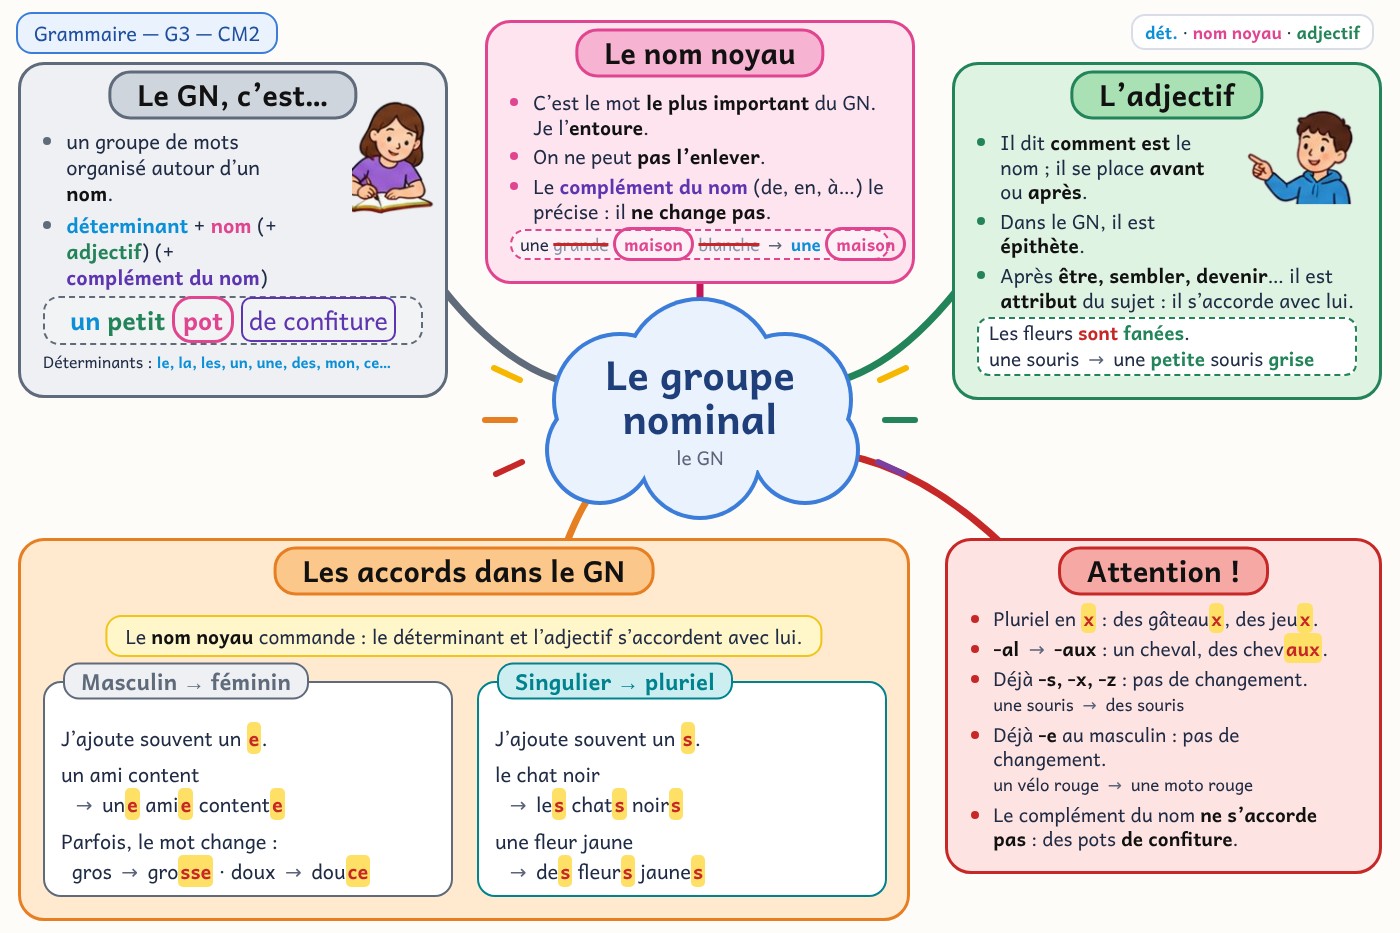 Grammaire — G3 — CM2
dét. · nom noyau · adjectif
Le GN, c’est…
un groupe de mots
organisé autour d’un
nom.
déterminant + nom (+
adjectif) (+
complément du nom)
un petit pot de confiture
Déterminants : le, la, les, un, une, des, mon, ce…
Le nom noyau
C’est le mot le plus important du GN.
Je l’entoure.
On ne peut pas l’enlever.
Le complément du nom (de, en, à…) le
précise : il ne change pas.
une grande maison blanche → une maison
L’adjectif
Il dit comment est le
nom ; il se place avant
ou après.
Dans le GN, il est
épithète.
Après être, sembler, devenir… il est
attribut du sujet : il s’accorde avec lui.
Les fleurs sont fanées.
une souris → une petite souris grise
Le groupe
nominal
le GN
Les accords dans le GN
Le nom noyau commande : le déterminant et l’adjectif s’accordent avec lui.
Masculin → féminin
J’ajoute souvent un e.
un ami content
→ une amie contente
Parfois, le mot change :
gros → grosse · doux → douce
Singulier → pluriel
J’ajoute souvent un s.
le chat noir
→ les chats noirs
une fleur jaune
→ des fleurs jaunes
Attention !
Pluriel en x : des gâteaux, des jeux.
-al → -aux : un cheval, des chevaux.
Déjà -s, -x, -z : pas de changement.
une souris → des souris
Déjà -e au masculin : pas de
changement.
un vélo rouge → une moto rouge
Le complément du nom ne s’accorde
pas : des pots de confiture.